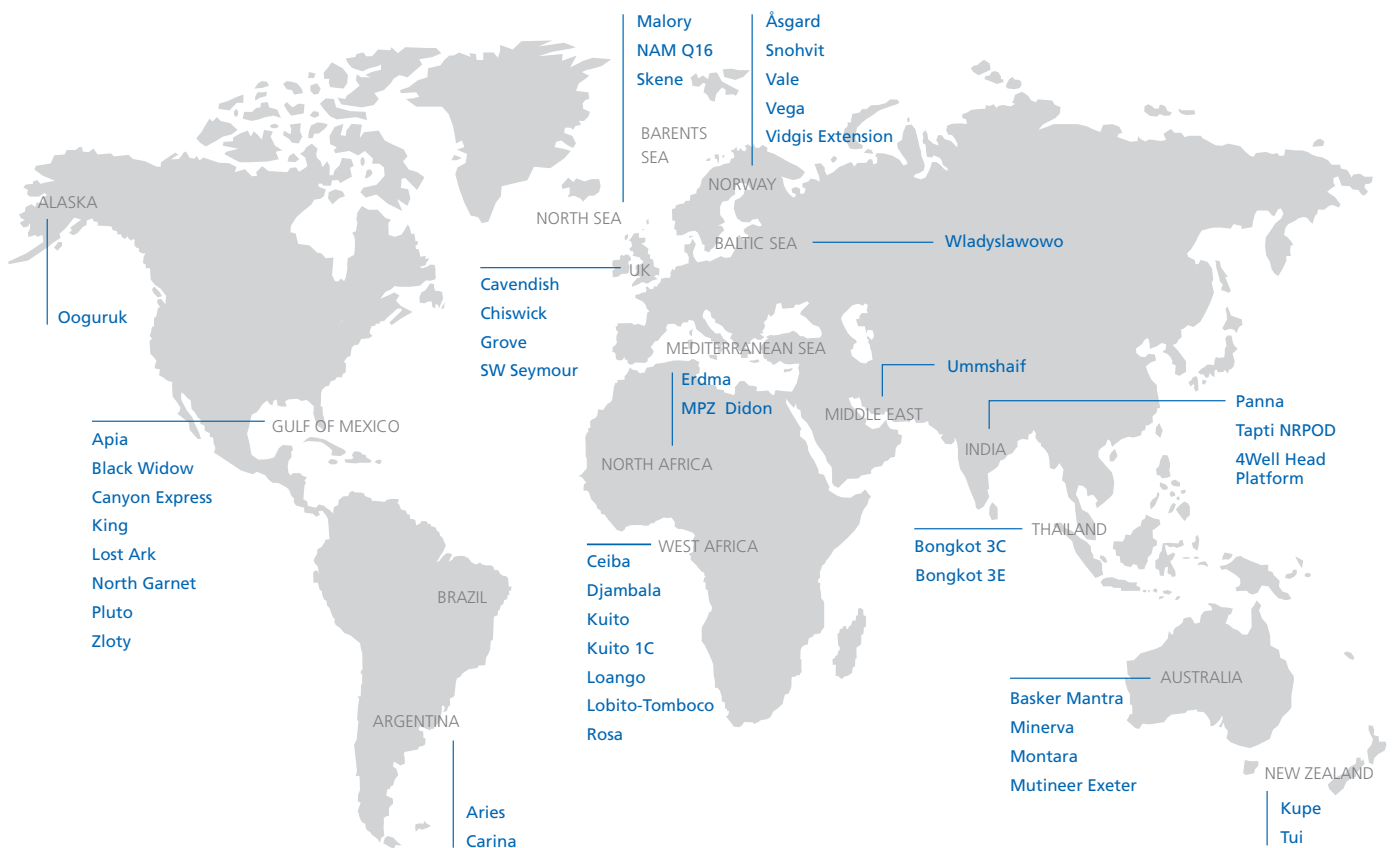 Malory
NAM Q16
Skene
Åsgard
Snohvit
Vale
Vega
Vidgis Extension
BARENTS
SEA
NORWAY
ALASKA
NORTH SEA
BALTIC SEA
Wladyslawowo
UK
Cavendish
Chiswick
Grove
SW Seymour
Ooguruk
MEDITERRANEAN SEA
Erdma
MPZ Didon
Ummshaif
MIDDLE EAST
Panna
Tapti NRPOD
4Well Head
Platform
INDIA
GULF OF MEXICO
Apia
Black Widow
Canyon Express
King
Lost Ark
North Garnet
Pluto
Zloty
NORTH AFRICA
THAILAND
Bongkot 3C
Bongkot 3E
WEST AFRICA
Ceiba
Djambala
Kuito
Kuito 1C
Loango
Lobito-Tomboco
Rosa
BRAZIL
AUSTRALIA
Basker Mantra
Minerva
Montara
Mutineer Exeter
ARGENTINA
Aries
Carina
NEW ZEALAND
Kupe
Tui